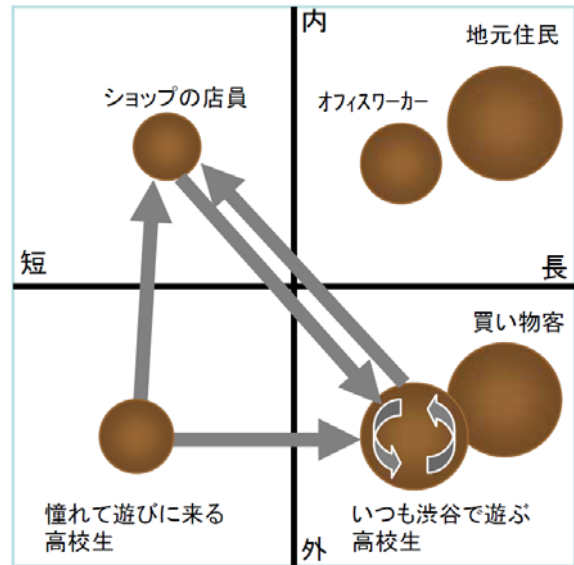 内
地元住民
ショップの店員
オフィスワーカー
短
長
買い物客
憧れて遊びに来る
高校生
いつも渋谷で遊ぶ
高校生
外